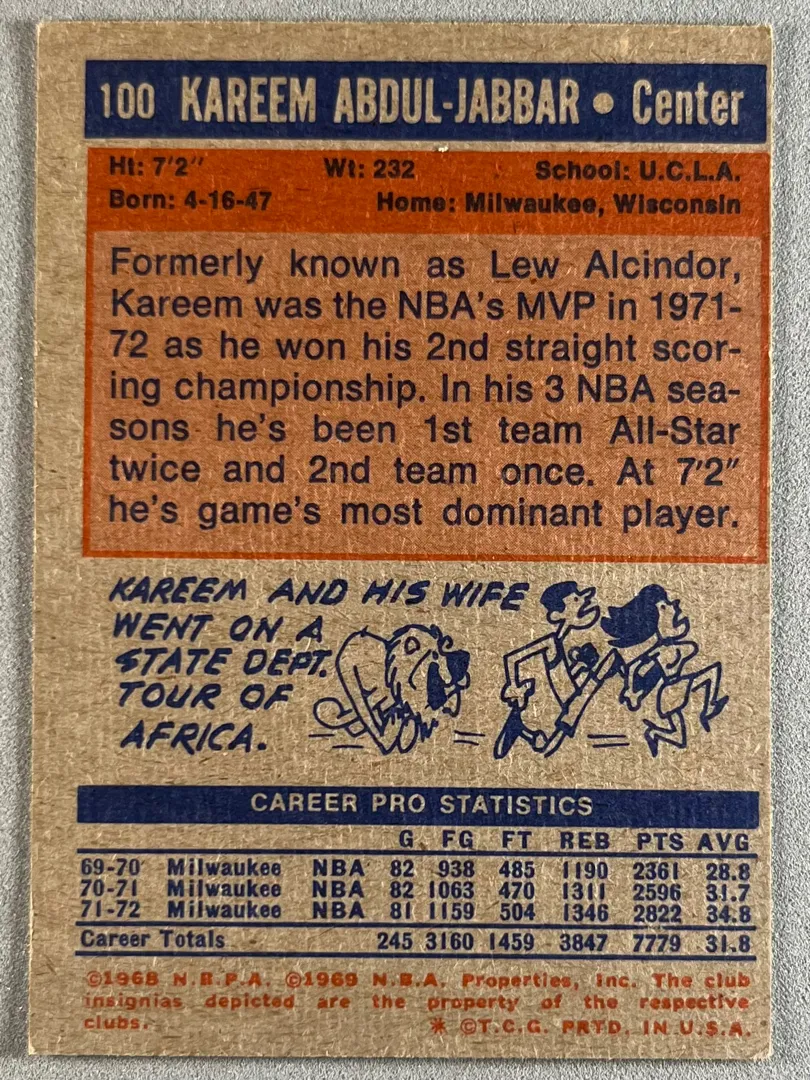 100 KAREEM ABDUL-JABBAR • Center
Ht: 7'2" Wt: 232 School: U.C.L.A.
Born: 4-16-47 Home: Milwaukee, Wisconsin
Formerly known as Lew Alcindor,
Kareem was the NBA's MVP in 1971-
72 as he won his 2nd straight scor-
ing championship. In his 3 NBA sea-
sons he's been 1st team All-Star
twice and 2nd team once. At 7'2"
he's game's most dominant player.
KAREEM AND HIS WIFE
WENT ON A
STATE DEPT.
TOUR OF
AFRICA.
CAREER PRO STATISTICS
G FG FT REB PTS AVG
69-70 Milwaukee NBA 82 938 485 1190 2361 28.8
70-71 Milwaukee NBA 82 1063 470 1311 2596 31.7
71-72 Milwaukee NBA 81 1159 504 1346 2822 34.8
Career Totals 245 3160 1459 3847 7779 31.8
©1968 N.B.P.A. ©1969 N.B.A. Properties, Inc. The club
insignias depicted are the property of the respective
clubs. * ©T.C.G. PRTD. IN U.S.A.